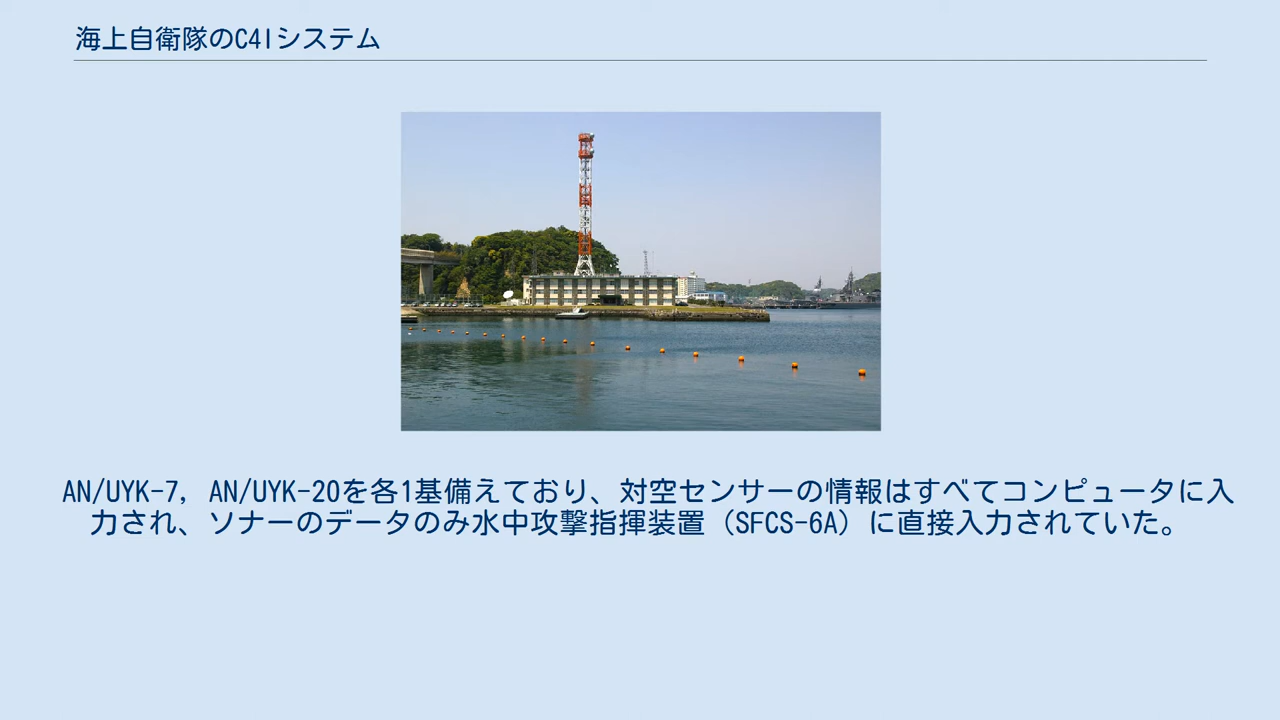 海上自衛隊のC4Iシステム
AN/UYK-7, AN/UYK-20を各1基備えており、対空センサーの情報はすべてコンピュータに入
力され、ソナーのデータのみ水中攻撃指揮装置（SFCS-6A）に直接入力されていた。